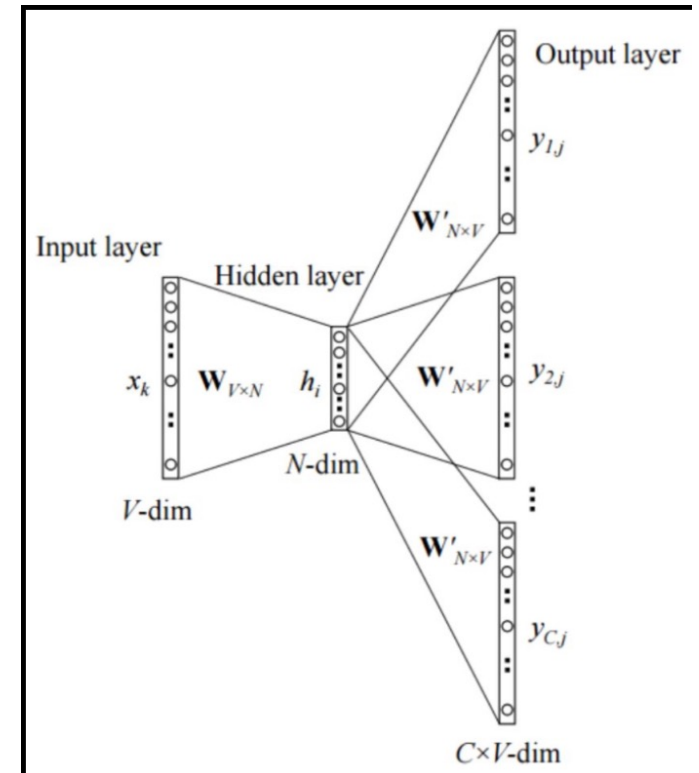 Output layer
y1,j
W'N×V
Input layer
Hidden layer
xk
WV×N
hi
W'N×V
y2,j
N-dim
V-dim
W'N×V
yC,j
C×V-dim